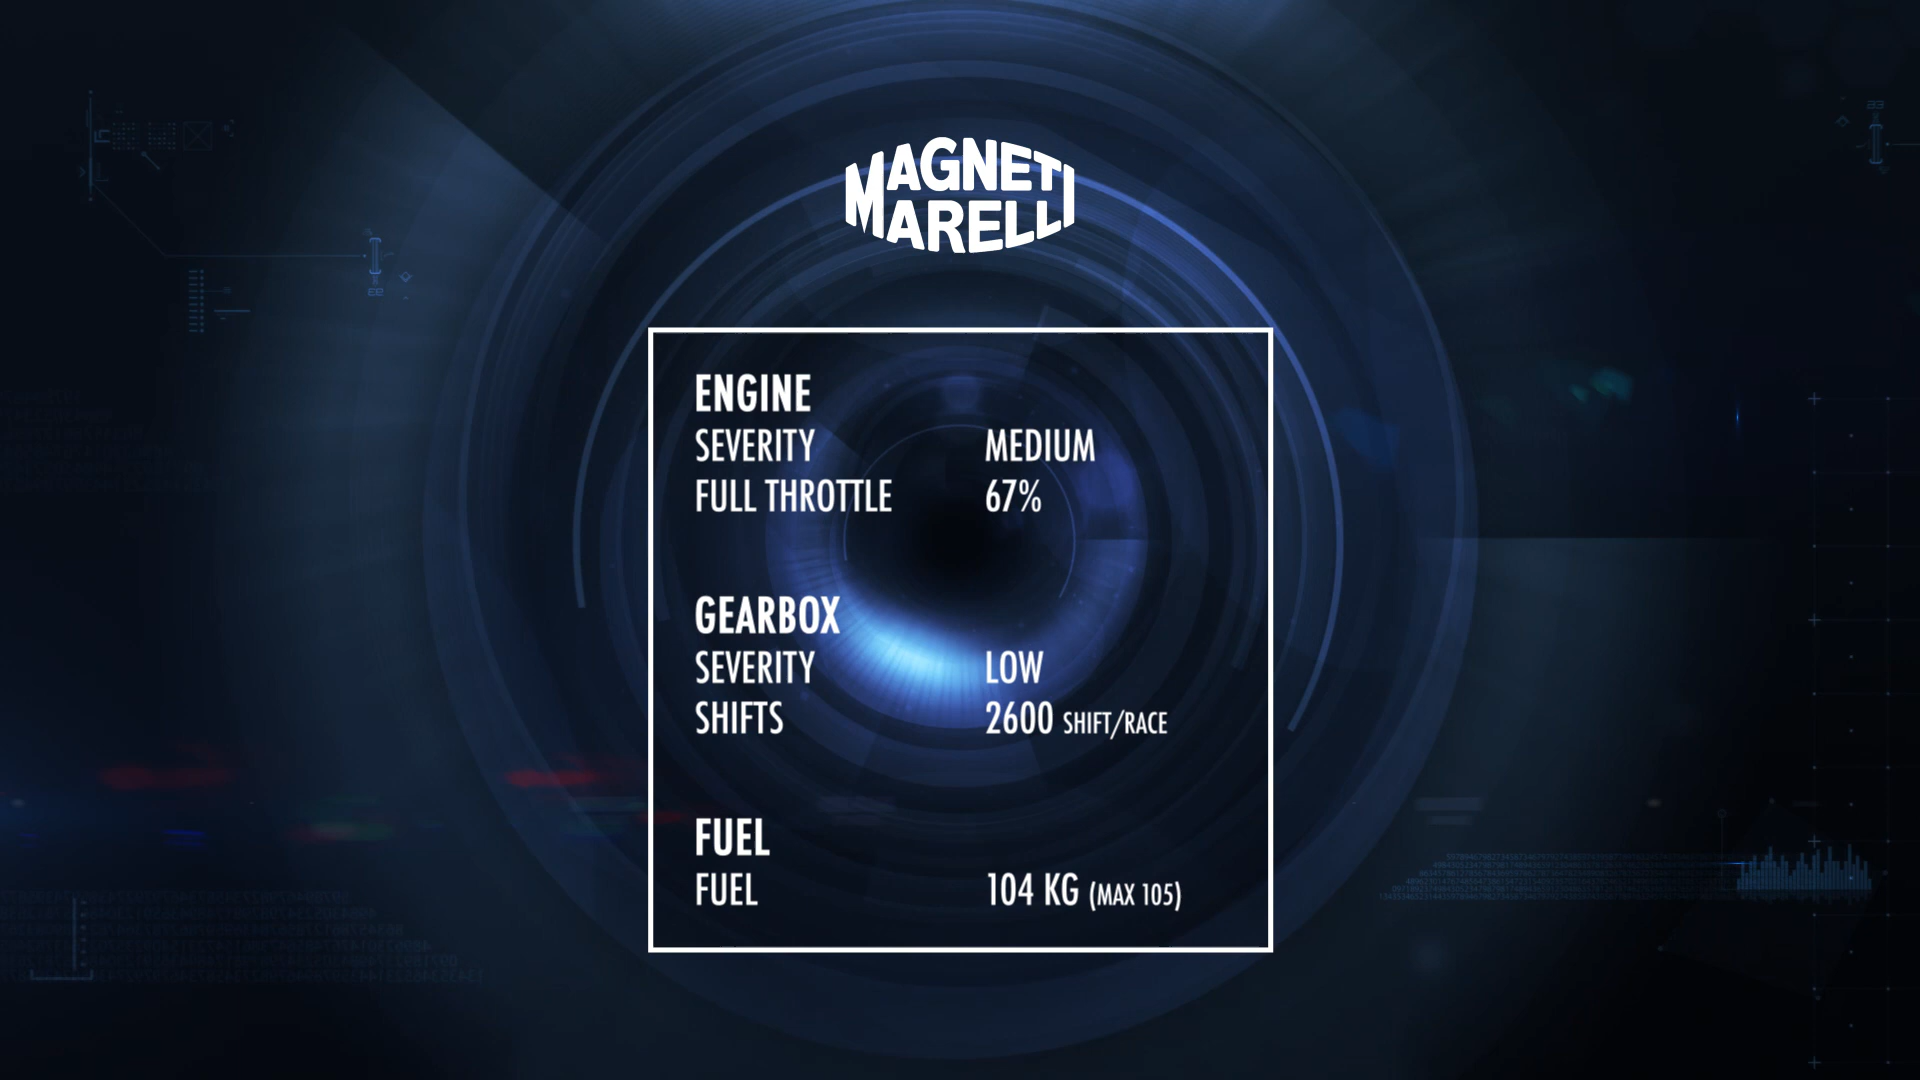 MAGNETI
MARELLI
ENGINE
SEVERITY MEDIUM
FULL THROTTLE 67%
GEARBOX
SEVERITY LOW
SHIFTS 2600 SHIFT/RACE
FUEL
FUEL 104 KG (MAX 105)